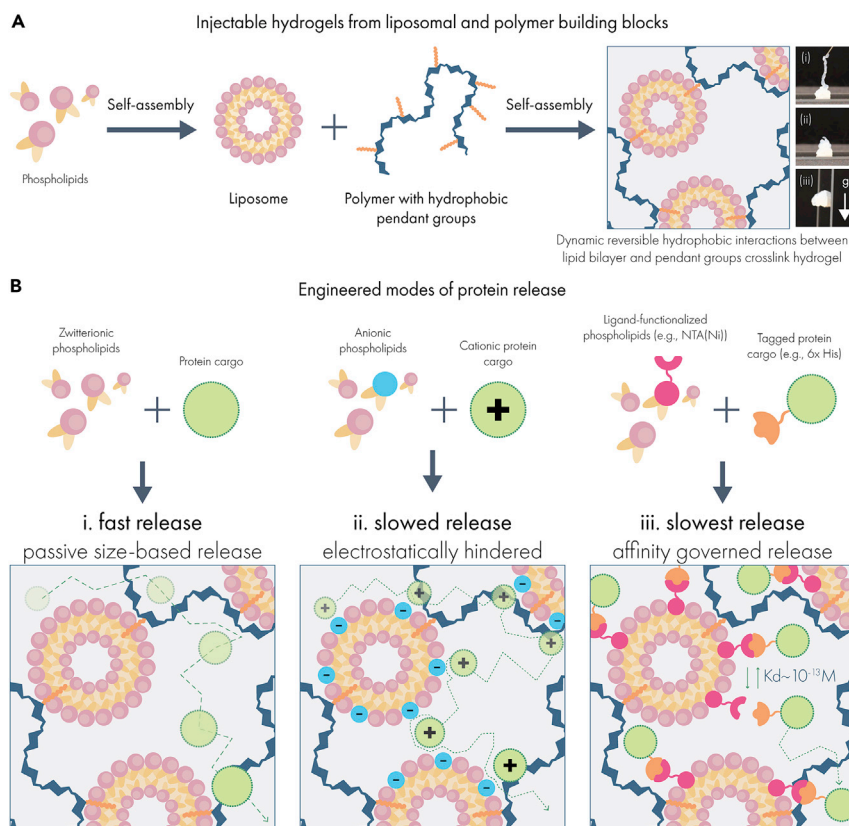 A
Injectable hydrogels from liposomal and polymer building blocks
Self-assembly
Self-assembly
Phospholipids
Liposome
Polymer with hydrophobic
pendant groups
(i)
(ii)
(iii)
g
Dynamic reversible hydrophobic interactions between
lipid bilayer and pendant groups crosslink hydrogel
B
Engineered modes of protein release
Zwitterionic
phospholipids
Protein cargo
Anionic
phospholipids
Cationic protein
cargo
Ligand-functionalized
phospholipids (e.g., NTA(Ni))
Tagged protein
cargo (e.g., 6x His)
i. fast release
passive size-based release
ii. slowed release
electrostatically hindered
iii. slowest release
affinity governed release
Kd~10⁻¹³M